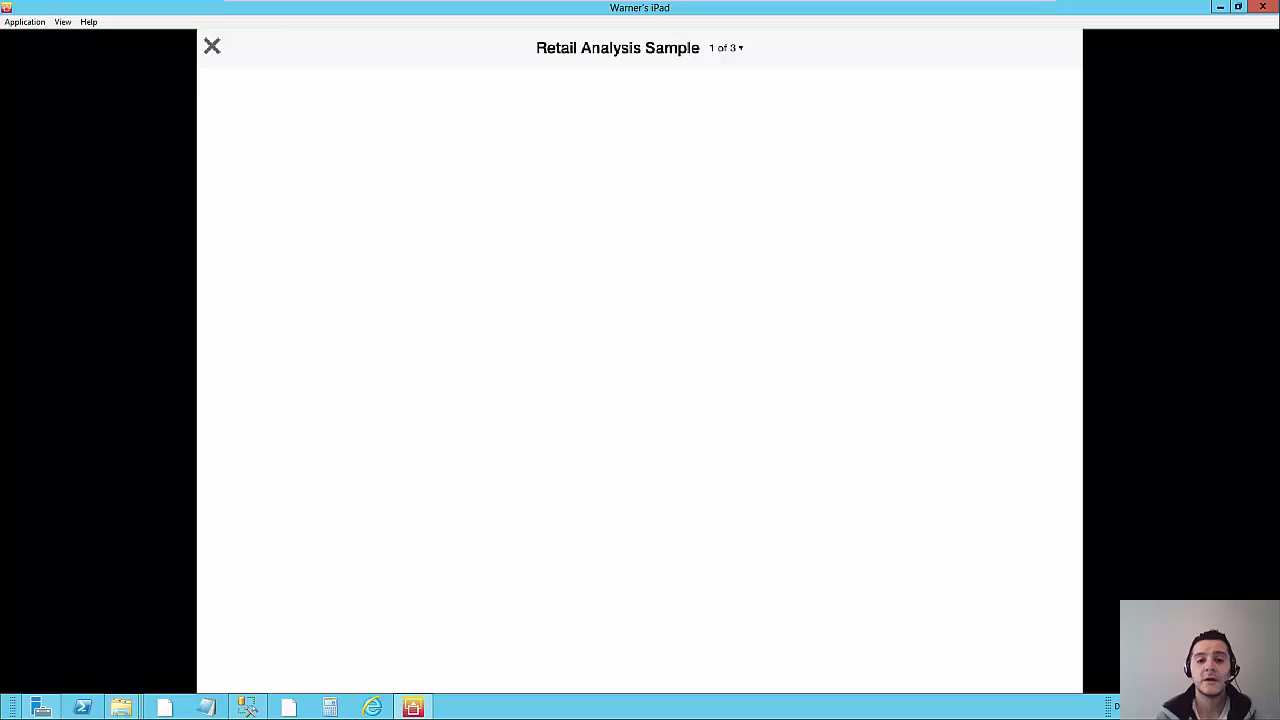 Warner's iPad
Application View Help
Retail Analysis Sample 1 of 3
D